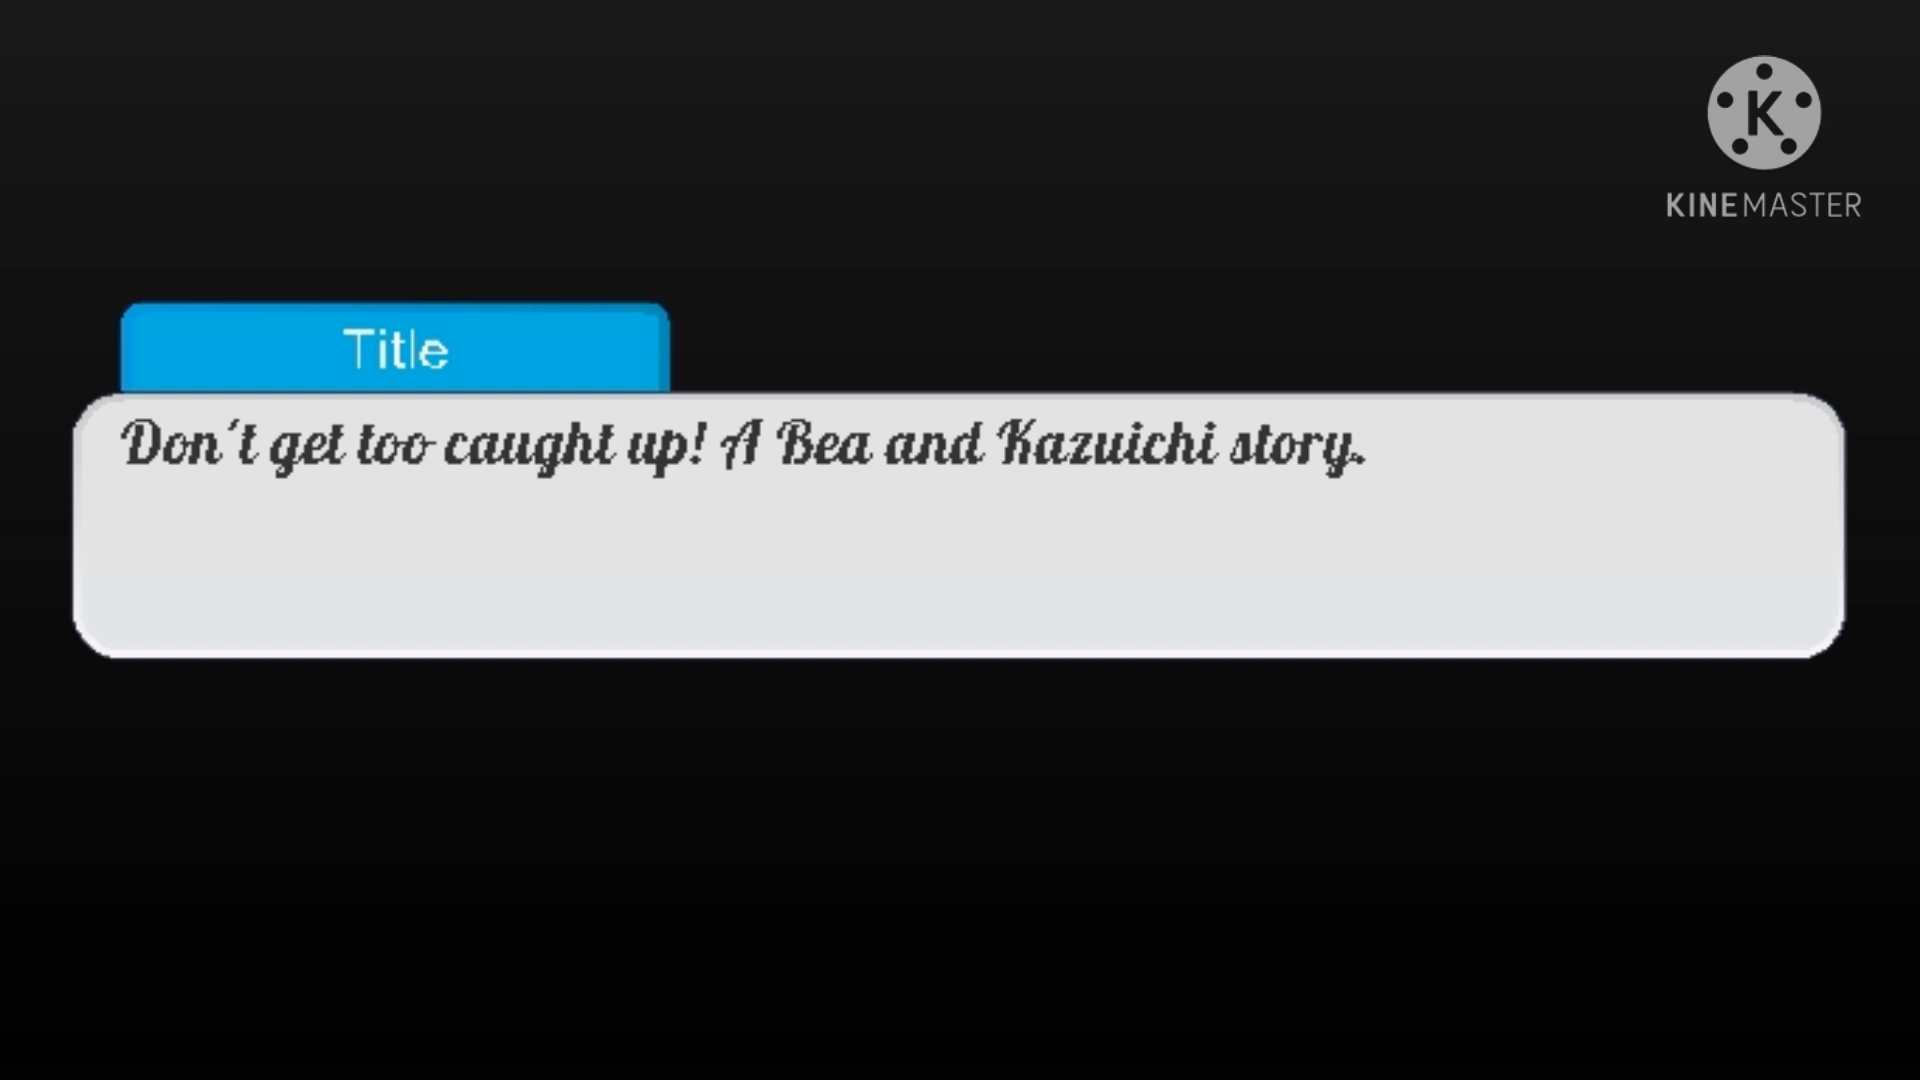 K
KINEMASTER
Title
Don't get too caught up! A Bea and Kazuichi story.